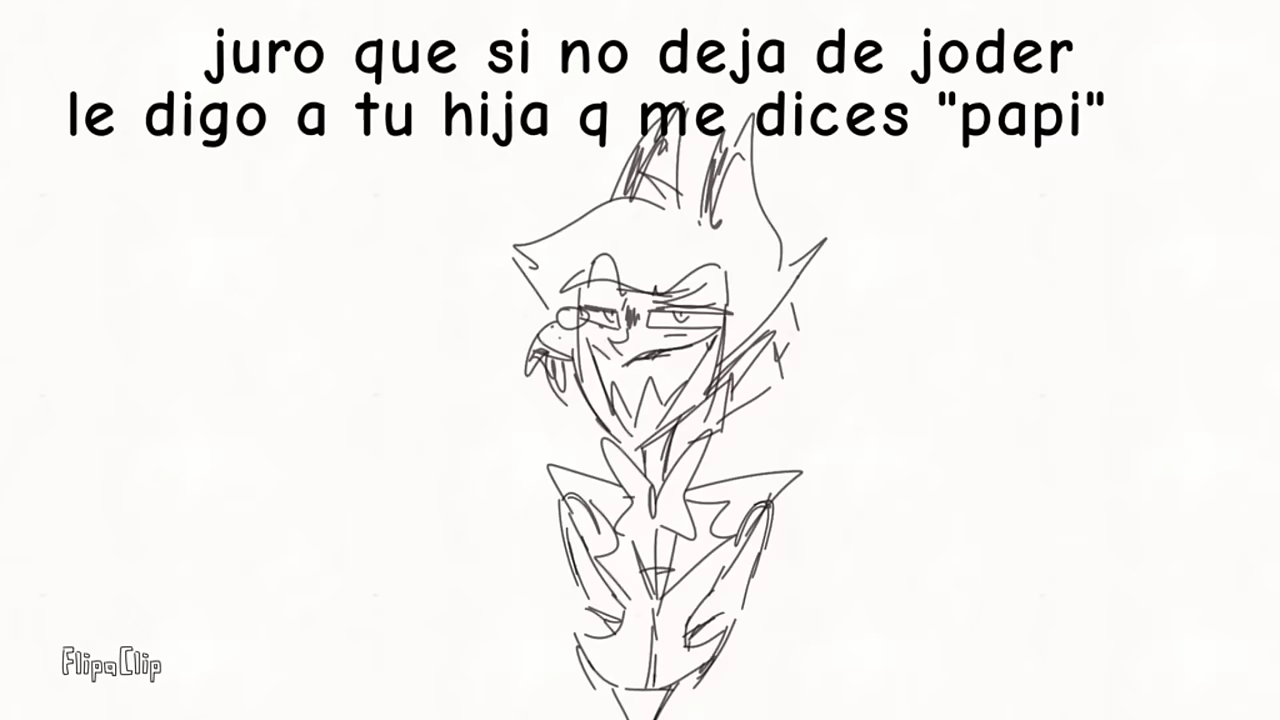 juro que si no deja de joder
le digo a tu hija q me dices "papi"
FlipaClip